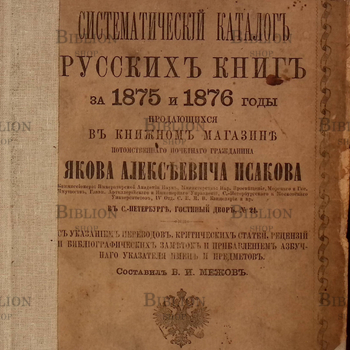 СИСТЕМАТИЧЕСКІЙ КАТАЛОГЪ
РУССКИХЪ КНИГЪ
ЗА 1875 И 1876 ГОДЫ
ПРОДАЮЩИХСЯ
ВЪ КНИЖНОМЪ МАГАЗИНѢ
ПОТОМСТВЕННАГО ПОЧЕТНАГО ГРАЖДАНИНА
ЯКОВА АЛЕКСѢЕВИЧА ИСАКОВА
ВЪ С.-ПЕТЕРБУРГѢ, ГОСТИНЫЙ ДВОРЪ
СЪ УКАЗАНІЕМЪ ПЕРЕВОДОВЪ, КРИТИЧЕСКИХЪ СТАТЕЙ, РЕЦЕНЗІЙ
И БИБЛІОГРАФИЧЕСКИХЪ ЗАМѢТОКЪ И ПРИБАВЛЕНІЕМЪ АЗБУЧ-
НАГО УКАЗАТЕЛЯ ИМЕНЪ И ПРЕДМЕТОВЪ.
СОСТАВИЛЪ В. И. МЕЖОВЪ.
BIBLION
SHOP